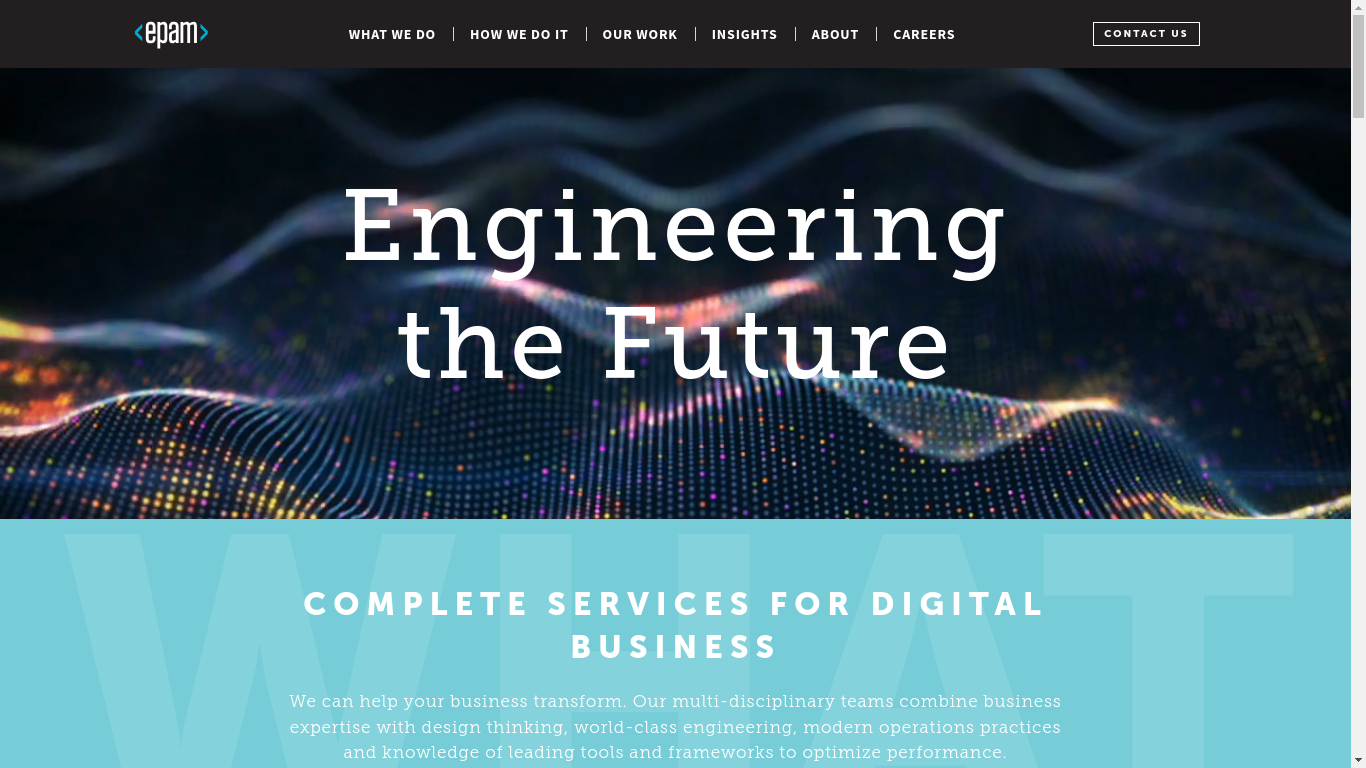 <epam>
WHAT WE DO
HOW WE DO IT
OUR WORK
INSIGHTS
ABOUT
CAREERS
CONTACT US
Engineering
the Future
WHAT
COMPLETE SERVICES FOR DIGITAL
BUSINESS
We can help your business transform. Our multi-disciplinary teams combine business
expertise with design thinking, world-class engineering, modern operations practices
and knowledge of leading tools and frameworks to optimize performance.